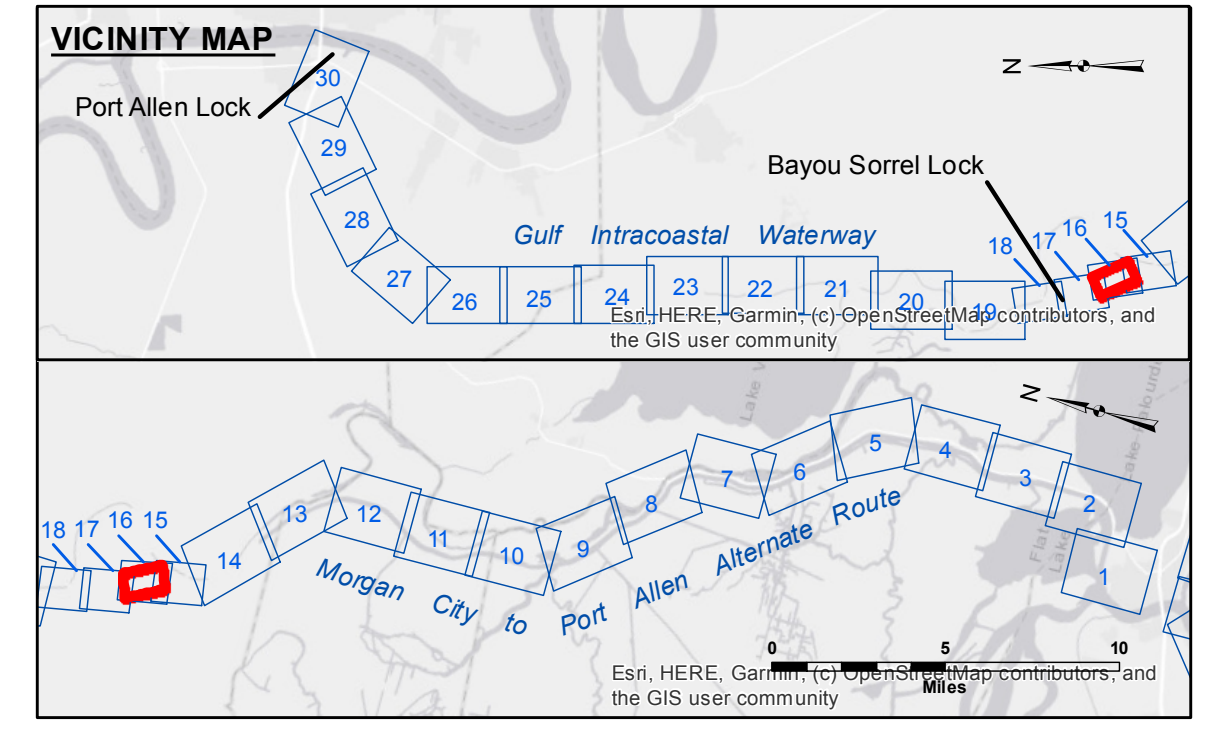 VICINITY MAP
30
Port Allen Lock
N
29
Bayou Sorrel Lock
28
Gulf Intracoastal Waterway
18 17 16 15
27
26 25 24 23 22 21 20 19
Esri, HERE, Garmin, (c) OpenStreetMap contributors, and
the GIS user community
Lake
N
5
4
3
2
6
7
8
13
12
11
10
9
18 17 16 15
14
1
Morgan City to Port Allen Alternate Route
0 5 10
Miles
Esri, HERE, Garmin, (c) OpenStreetMap contributors, and
the GIS user community